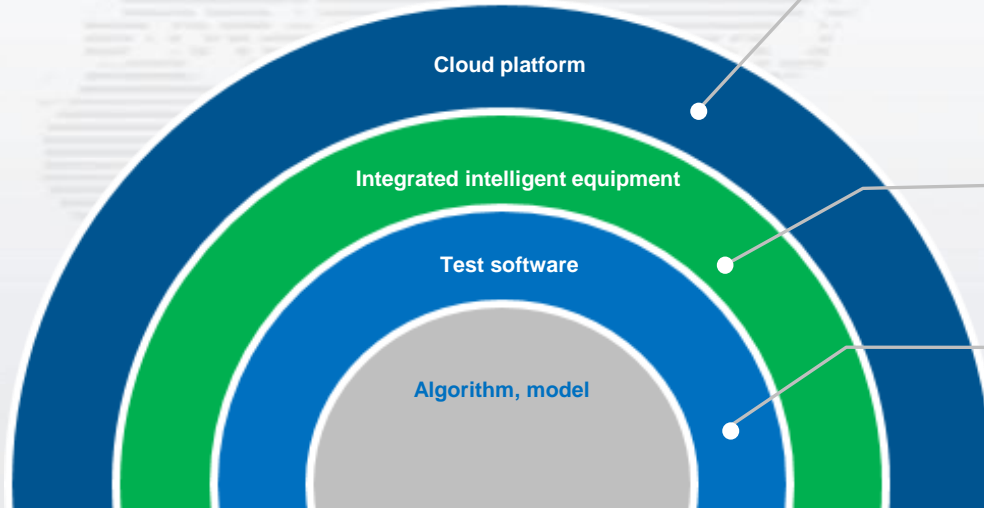 Cloud platform
Integrated intelligent equipment
Test software
Algorithm, model